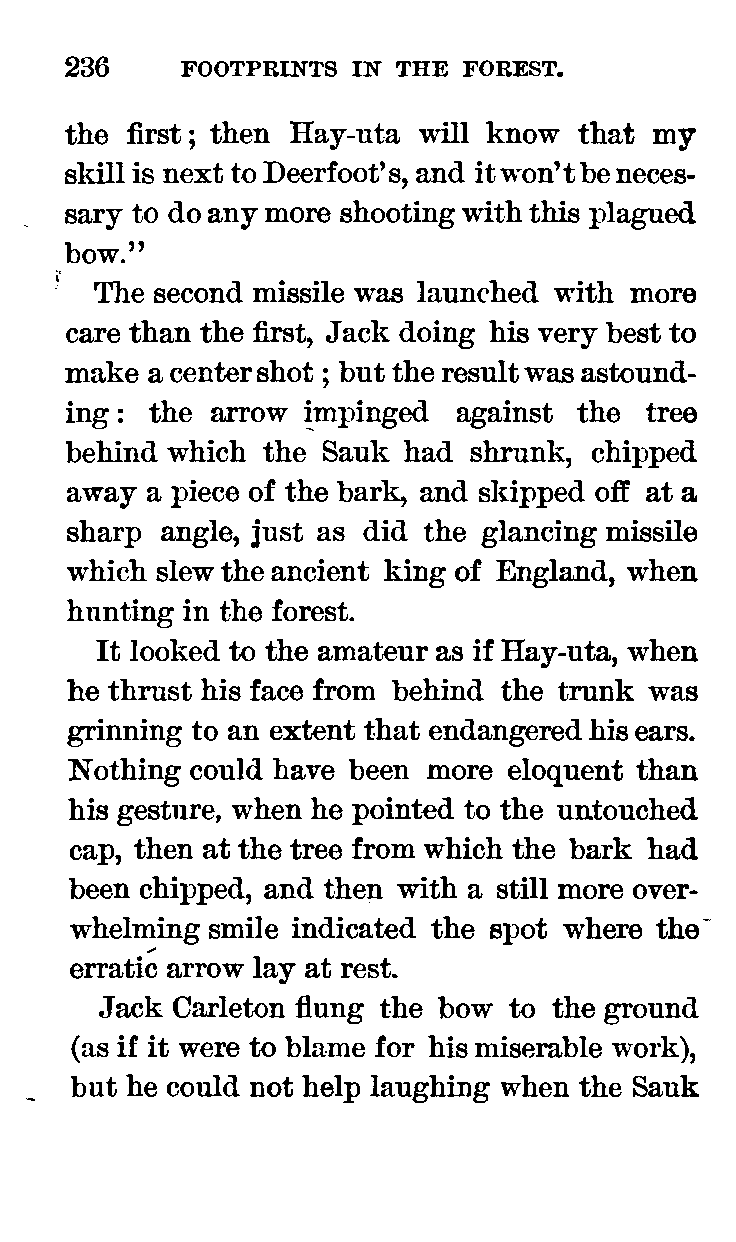 236 FOOTPRINTS IN THE FOREST.
the first; then Hay-uta will know that my
skill is next to Deerfoot's, and it won't be neces-
sary to do any more shooting with this plagued
bow."
The second missile was launched with more
care than the first, Jack doing his very best to
make a center shot; but the result was astound-
ing: the arrow impinged against the tree
behind which the Sauk had shrunk, chipped
away a piece of the bark, and skipped off at a
sharp angle, just as did the glancing missile
which slew the ancient king of England, when
hunting in the forest.
It looked to the amateur as if Hay-uta, when
he thrust his face from behind the trunk was
grinning to an extent that endangered his ears.
Nothing could have been more eloquent than
his gesture, when he pointed to the untouched
cap, then at the tree from which the bark had
been chipped, and then with a still more over-
whelming smile indicated the spot where the
erratic arrow lay at rest.
Jack Carleton flung the bow to the ground
(as if it were to blame for his miserable work),
but he could not help laughing when the Sauk